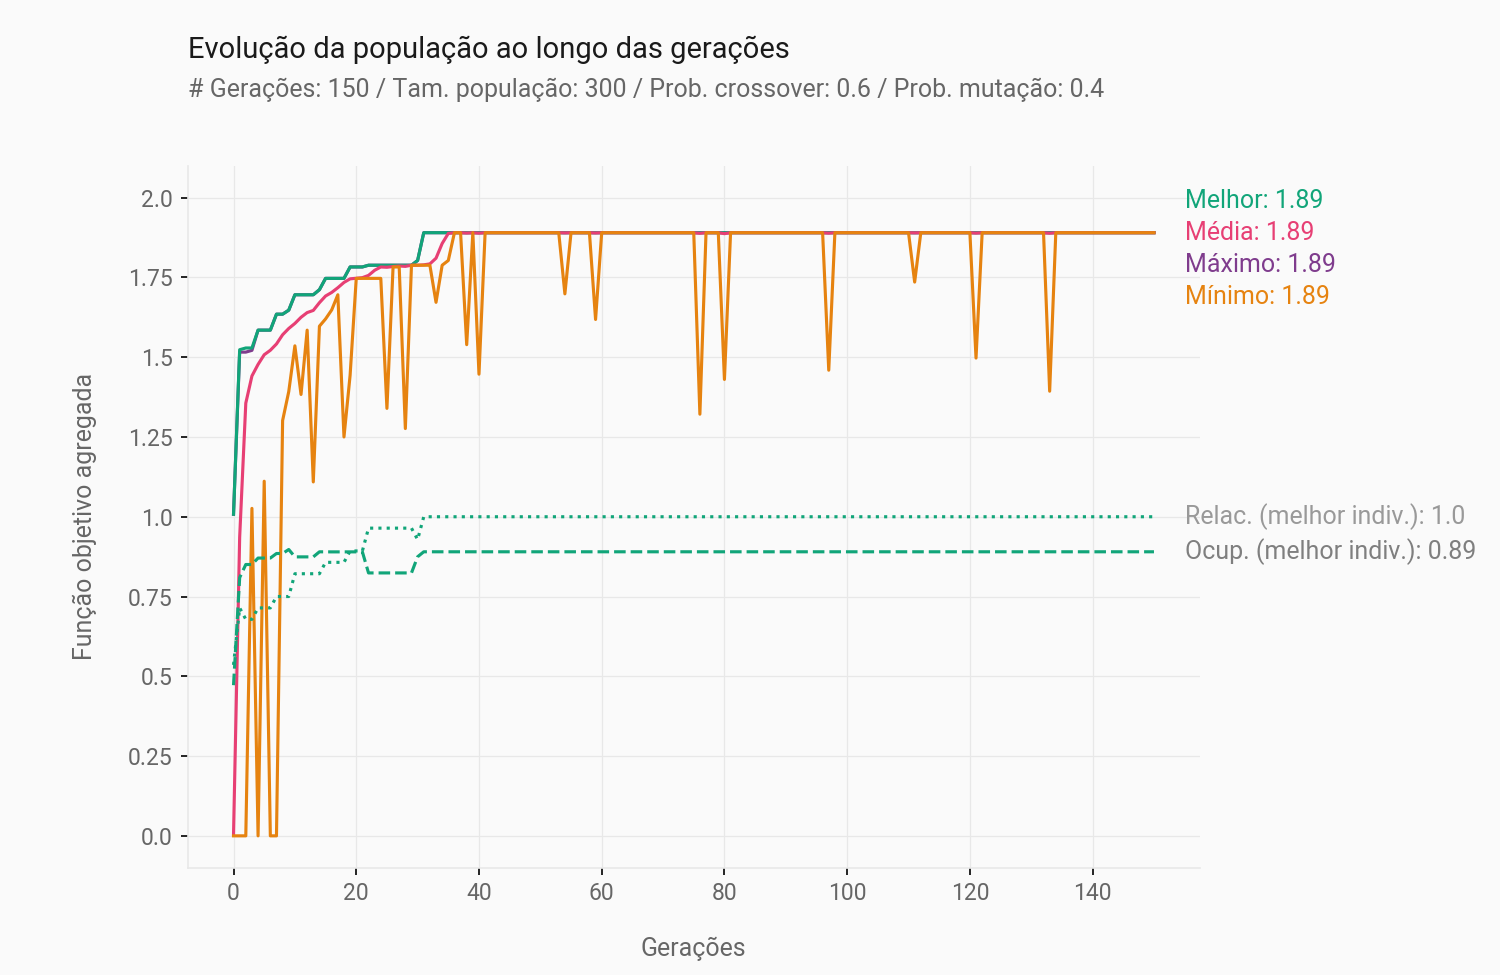 Evolução da população ao longo das gerações
# Gerações: 150 / Tam. população: 300 / Prob. crossover: 0.6 / Prob. mutação: 0.4
Função objetivo agregada
2.0
1.75
1.5
1.25
1.0
0.75
0.5
0.25
0.0
Melhor: 1.89
Média: 1.89
Máximo: 1.89
Mínimo: 1.89
Relac. (melhor indiv.): 1.0
Ocup. (melhor indiv.): 0.89
0 20 40 60 80 100 120 140
Gerações